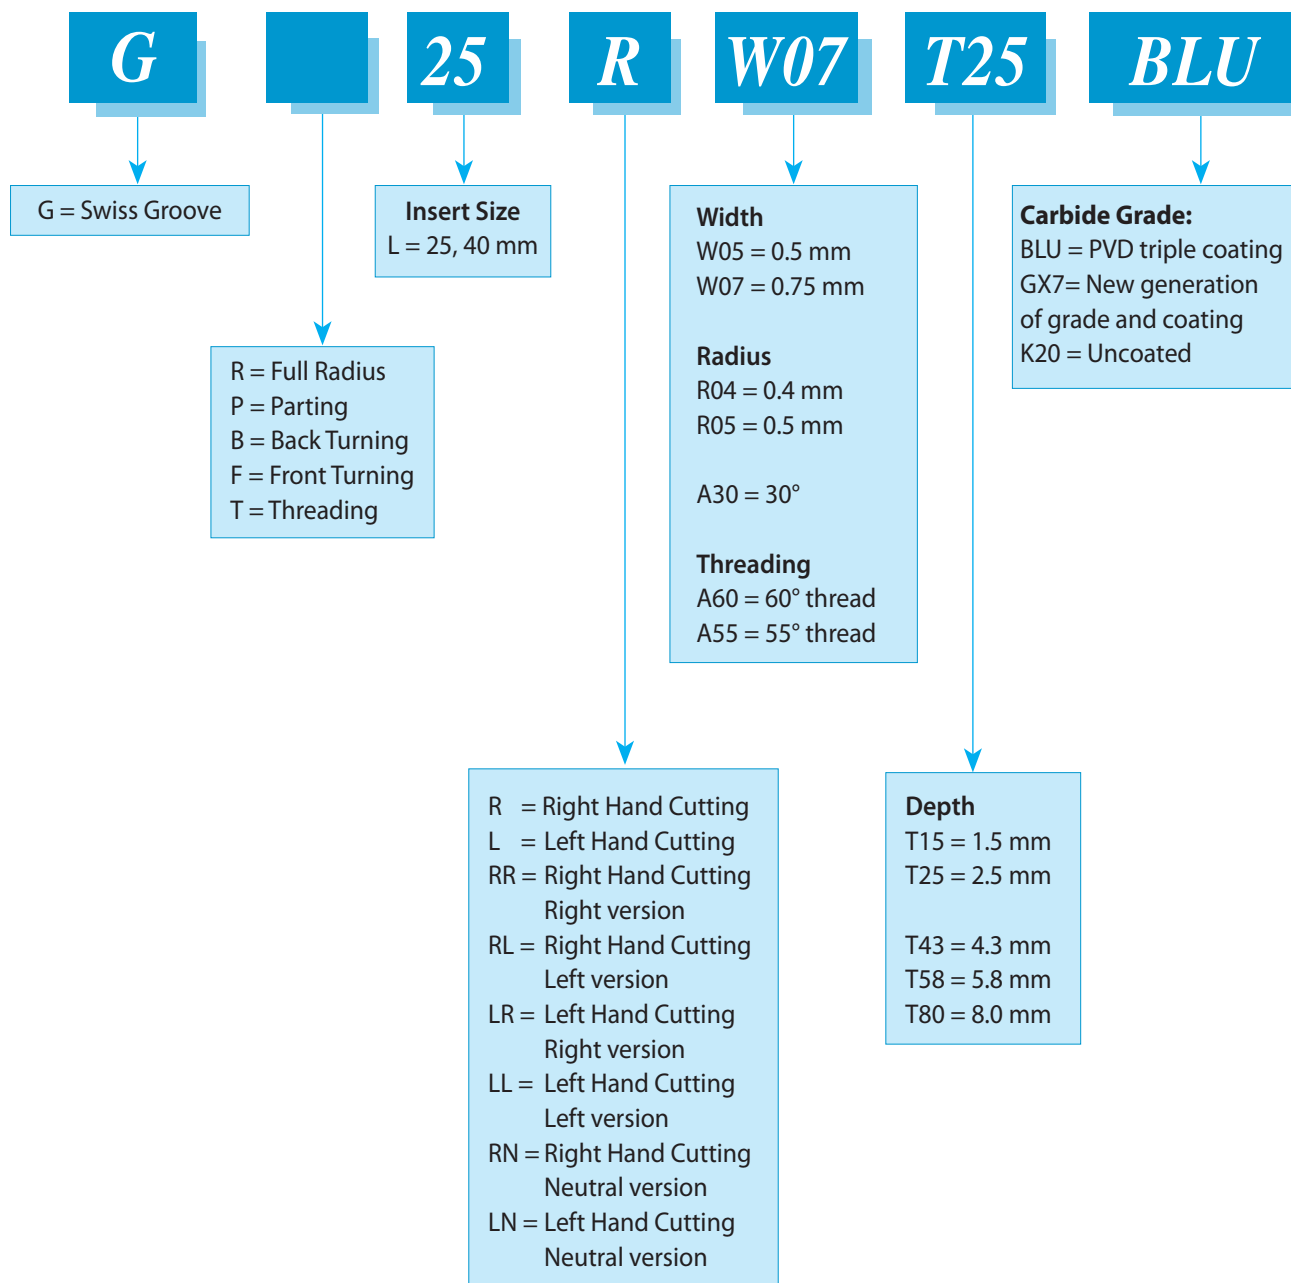 G 25 R W07 T25 BLU
G = Swiss Groove
R = Full Radius
P = Parting
B = Back Turning
F = Front Turning
T = Threading
Insert Size
L = 25, 40 mm
R = Right Hand Cutting
L = Left Hand Cutting
RR = Right Hand Cutting
Right version
RL = Right Hand Cutting
Left version
LR = Left Hand Cutting
Right version
LL = Left Hand Cutting
Left version
RN = Right Hand Cutting
Neutral version
LN = Left Hand Cutting
Neutral version
Width
W05 = 0.5 mm
W07 = 0.75 mm
Radius
R04 = 0.4 mm
R05 = 0.5 mm
A30 = 30°
Threading
A60 = 60° thread
A55 = 55° thread
Depth
T15 = 1.5 mm
T25 = 2.5 mm
T43 = 4.3 mm
T58 = 5.8 mm
T80 = 8.0 mm
Carbide Grade:
BLU = PVD triple coating
GX7= New generation
of grade and coating
K20 = Uncoated